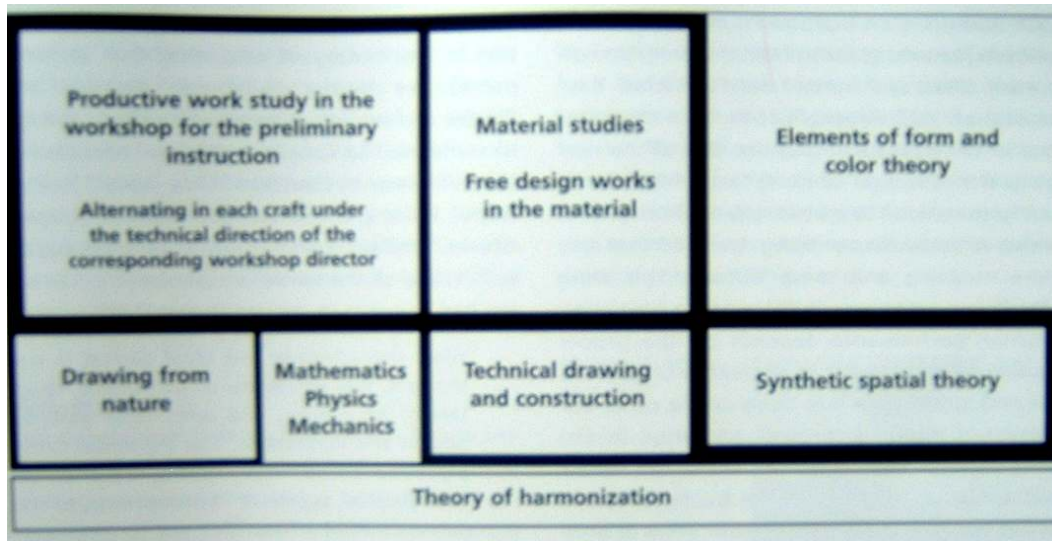 Productive work study in the
workshop for the preliminary
instruction
Alternating in each craft under
the technical direction of the
corresponding workshop director
Material studies
Free design works
in the material
Elements of form and
color theory
Drawing from
nature
Mathematics
Physics
Mechanics
Technical drawing
and construction
Synthetic spatial theory
Theory of harmonization